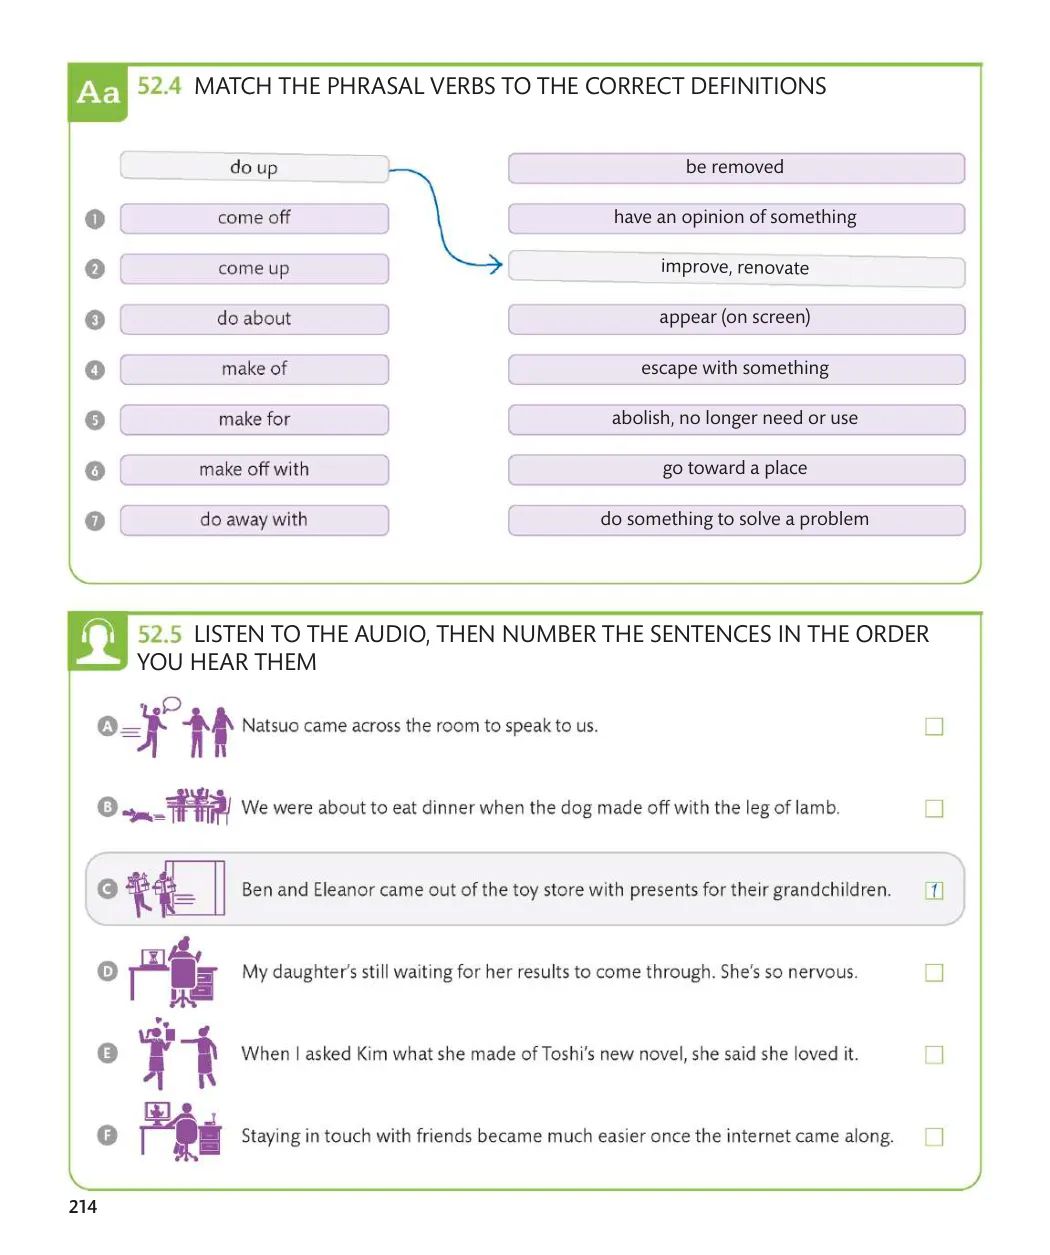 Aa 52.4 MATCH THE PHRASAL VERBS TO THE CORRECT DEFINITIONS
do up
be removed
1 come off
have an opinion of something
2 come up
improve, renovate
3 do about
appear (on screen)
4 make of
escape with something
5 make for
abolish, no longer need or use
6 make off with
go toward a place
7 do away with
do something to solve a problem
52.5 LISTEN TO THE AUDIO, THEN NUMBER THE SENTENCES IN THE ORDER
YOU HEAR THEM
A Natsuo came across the room to speak to us.
B We were about to eat dinner when the dog made off with the leg of lamb.
C Ben and Eleanor came out of the toy store with presents for their grandchildren. 1
D My daughter's still waiting for her results to come through. She's so nervous.
E When I asked Kim what she made of Toshi's new novel, she said she loved it.
F Staying in touch with friends became much easier once the internet came along.
214